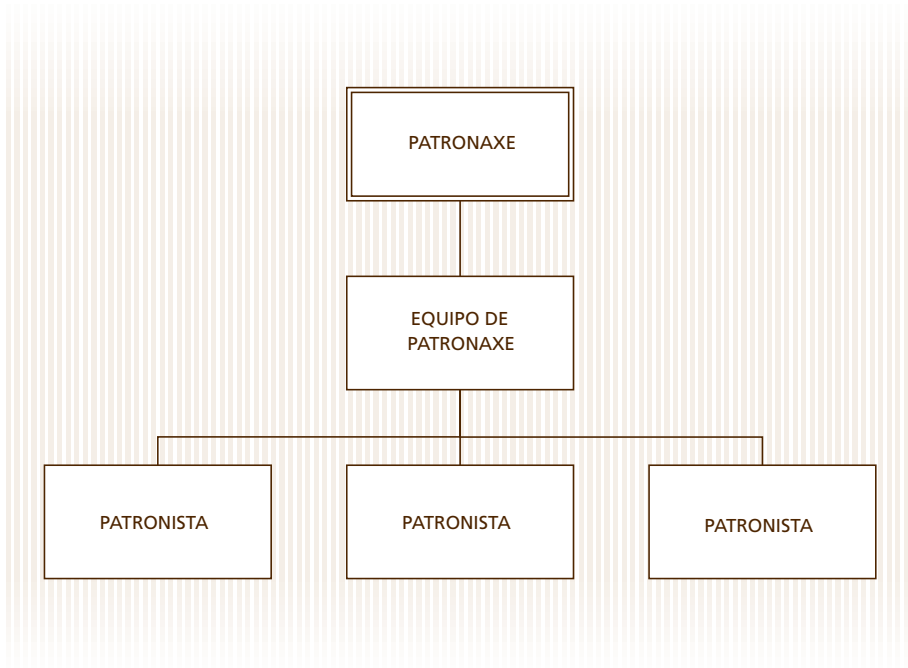 PATRONAXE
EQUIPO DE
PATRONAXE
PATRONISTA
PATRONISTA
PATRONISTA